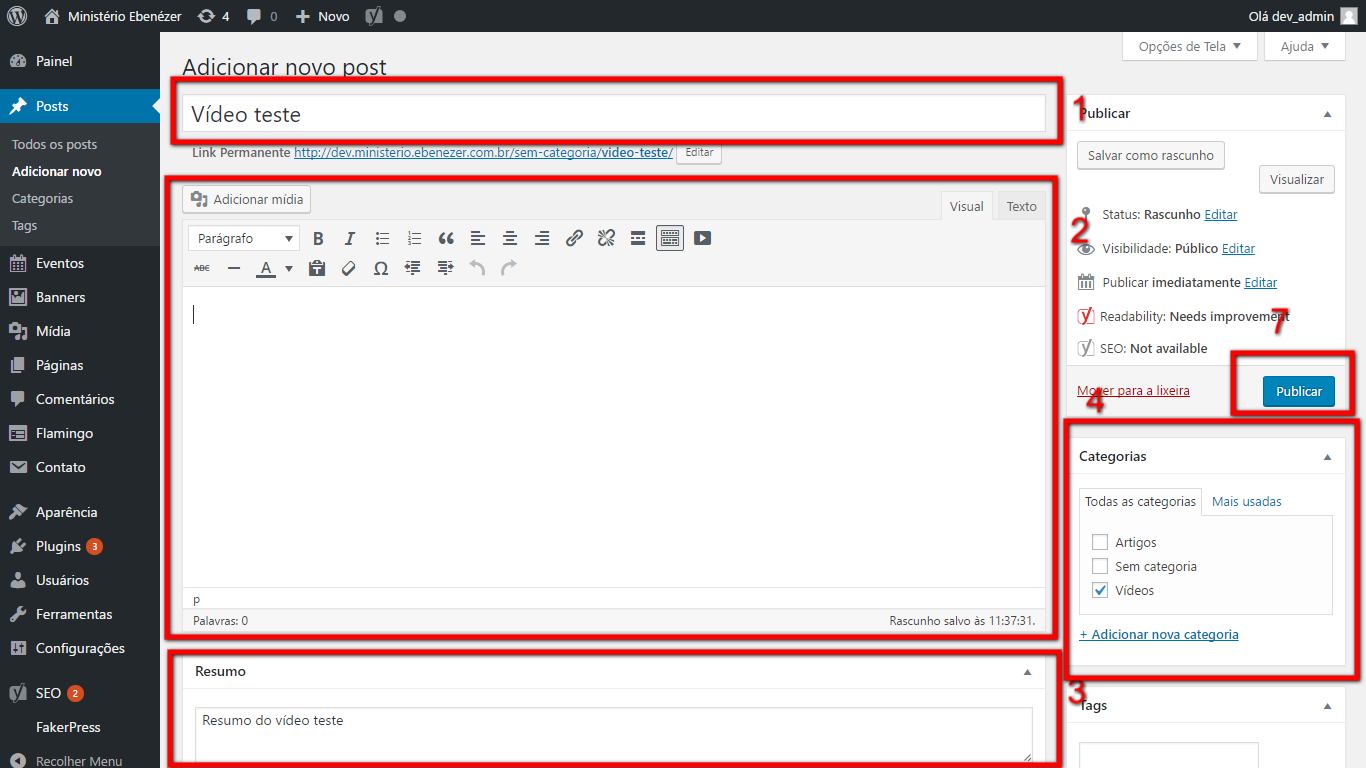 Ministério Ebenézer 4 0 Novo Olá dev_admin
Opções de Tela Ajuda
Painel
Posts
Todos os posts
Adicionar novo
Categorias
Tags
Eventos
Banners
Mídia
Páginas
Comentários
Flamingo
Contato
Aparência
Plugins 3
Usuários
Ferramentas
Configurações
SEO 2
FakerPress
Recolher Menu
Adicionar novo post
Vídeo teste
1
Link Permanente http://dev.ministerio.ebenezer.com.br/sem-categoria/video-teste/ Editar
Adicionar mídia
Visual Texto
Parágrafo B I
ABC A Ω
2
p
Palavras: 0 Rascunho salvo às 11:37:31.
Resumo
3
Resumo do vídeo teste
Publicar
Salvar como rascunho
Visualizar
Status: Rascunho Editar
Visibilidade: Público Editar
Publicar imediatamente Editar
Readability: Needs improvement
7
SEO: Not available
Mover para a lixeira Publicar
4
Categorias
Todas as categorias Mais usadas
Artigos
Sem categoria
Vídeos
+ Adicionar nova categoria
Tags